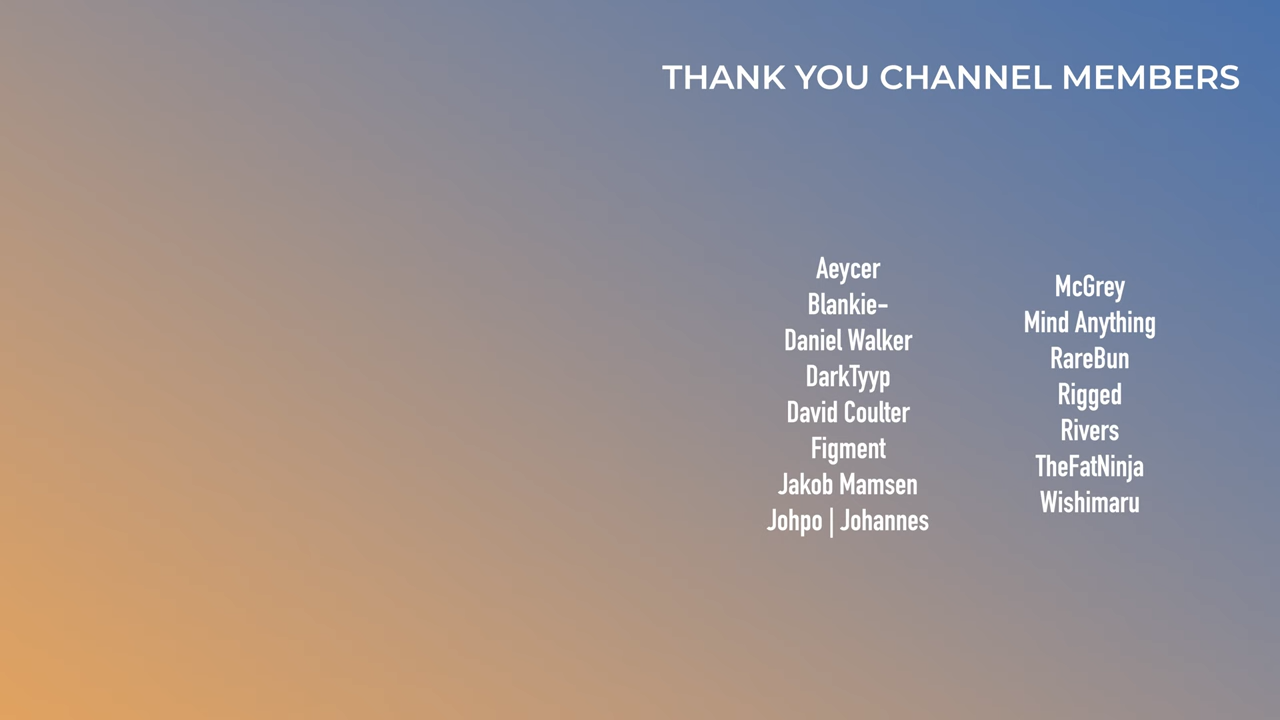 THANK YOU CHANNEL MEMBERS
Aeycer
Blankie-
Daniel Walker
DarkTyyp
David Coulter
Figment
Jakob Mamsen
Johpo | Johannes
McGrey
Mind Anything
RareBun
Rigged
Rivers
TheFatNinja
Wishimaru